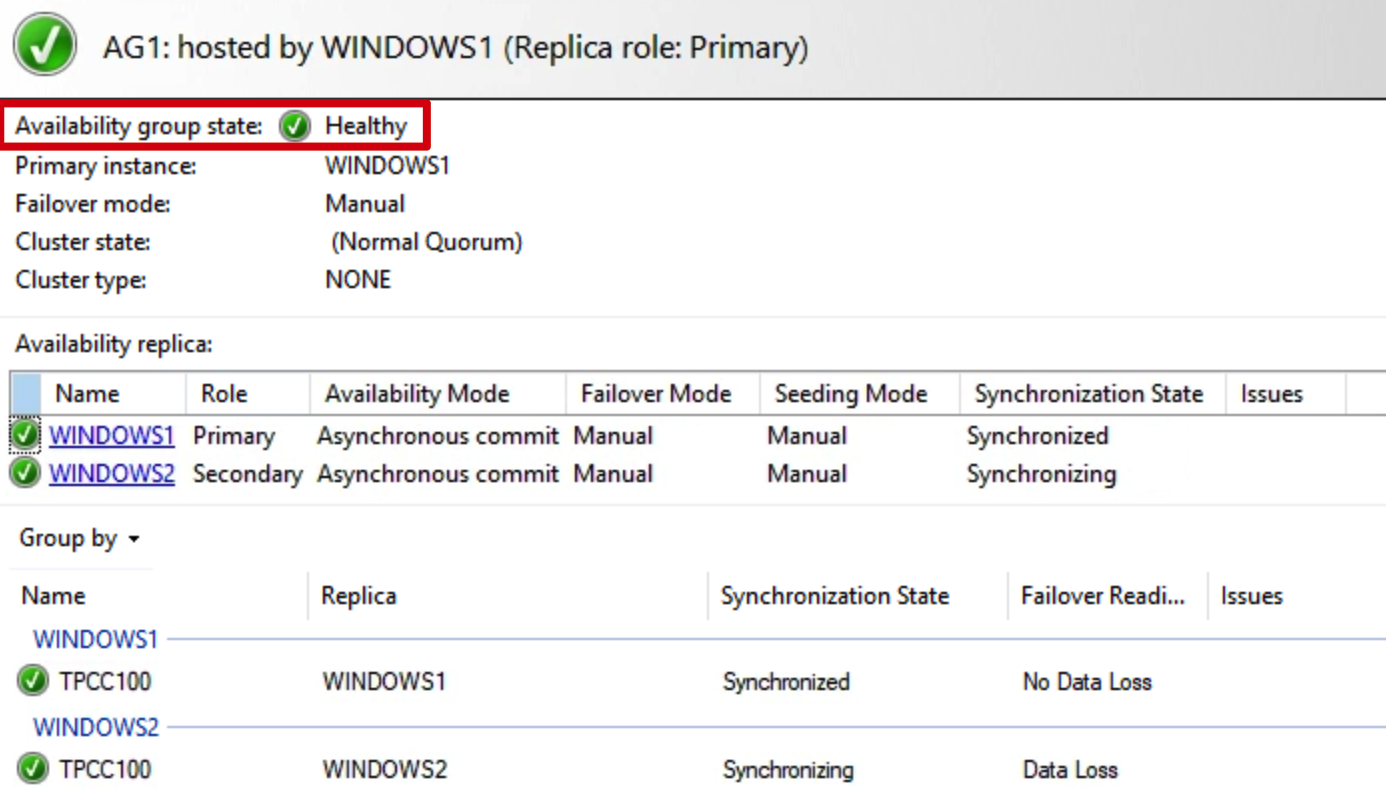 AG1: hosted by WINDOWS1 (Replica role: Primary)
Availability group state: Healthy
Primary instance: WINDOWS1
Failover mode: Manual
Cluster state: (Normal Quorum)
Cluster type: NONE
Availability replica:
Name Role Availability Mode Failover Mode Seeding Mode Synchronization State Issues
WINDOWS1 Primary Asynchronous commit Manual Manual Synchronized
WINDOWS2 Secondary Asynchronous commit Manual Manual Synchronizing
Group by
Name Replica Synchronization State Failover Readi... Issues
WINDOWS1
TPCC100 WINDOWS1 Synchronized No Data Loss
WINDOWS2
TPCC100 WINDOWS2 Synchronizing Data Loss